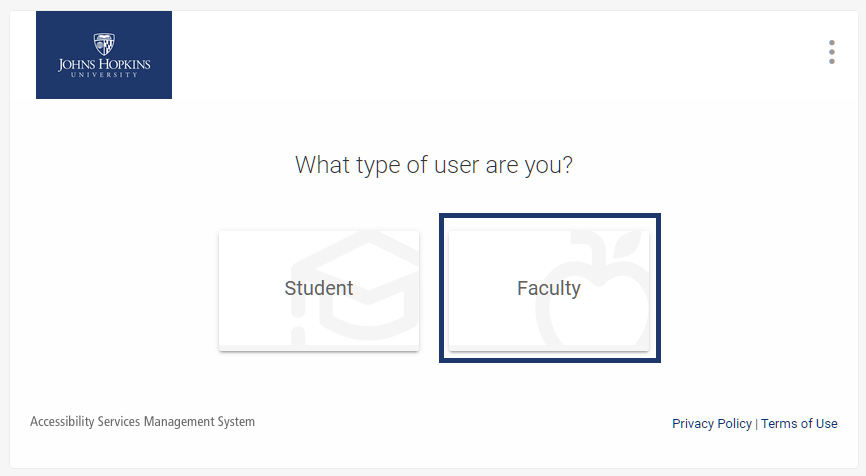 JOHNS HOPKINS
UNIVERSITY
What type of user are you?
Student
Faculty
Accessibility Services Management System
Privacy Policy | Terms of Use